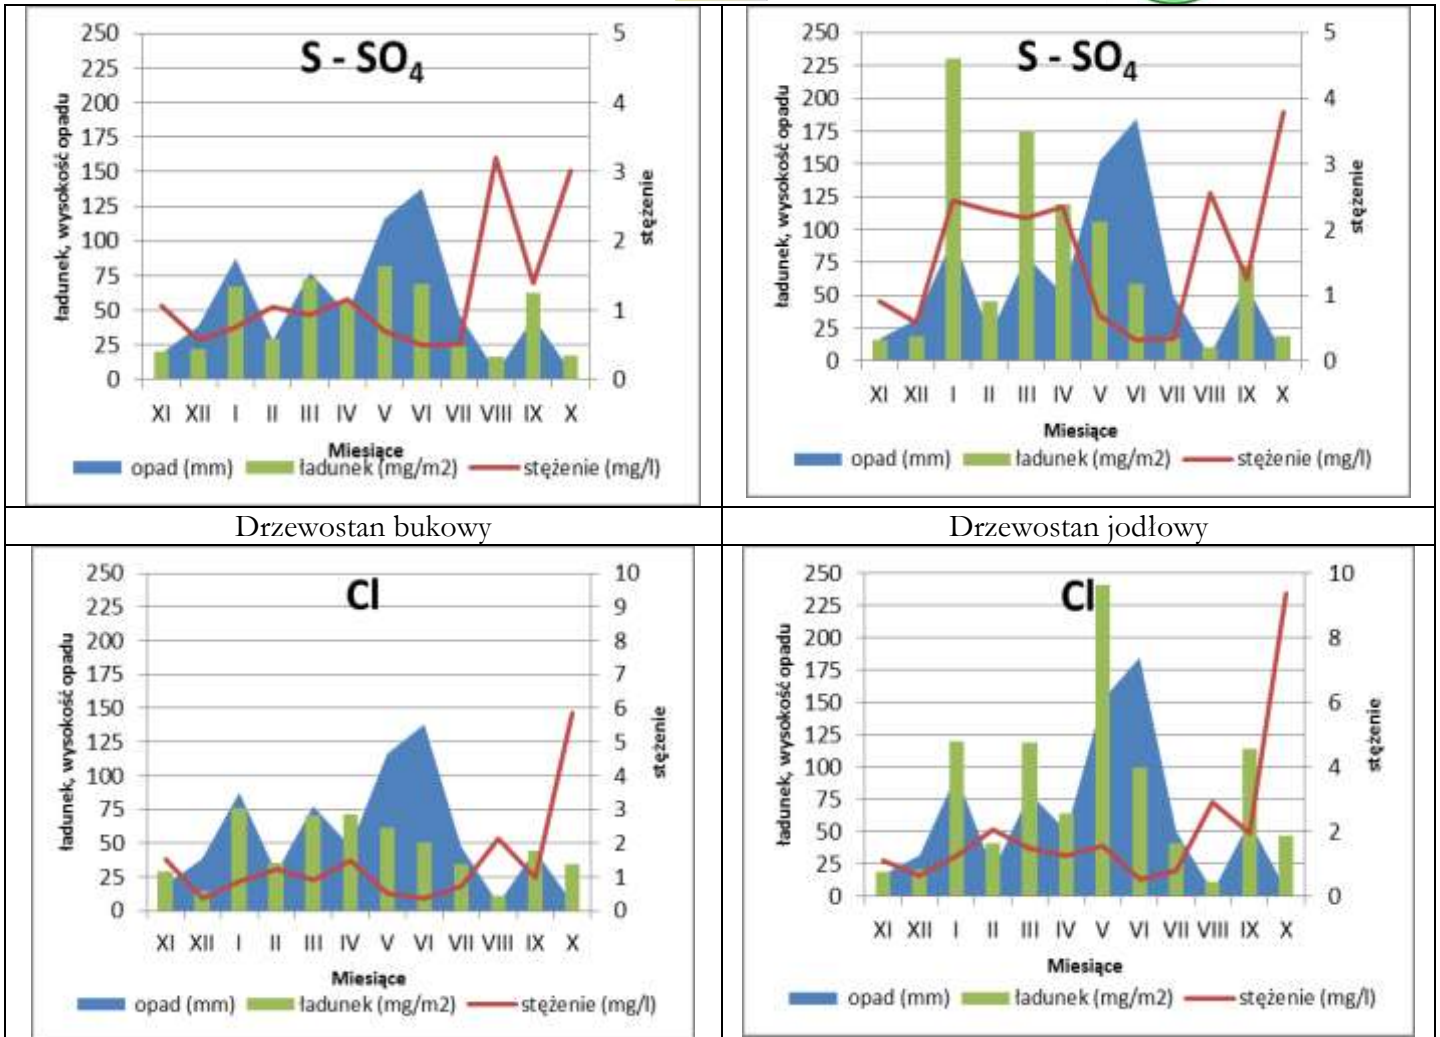 S - SO4
250
225
200
175
150
125
100
75
50
25
0
5
4
3
2
1
0
ładunek, wysokość opadu
stężenie
XI XII I II III IV V VI VII VIII IX X
Miesiące
opad (mm) ładunek (mg/m2) stężenie (mg/l)
S - SO4
250
225
200
175
150
125
100
75
50
25
0
5
4
3
2
1
0
ładunek, wysokość opadu
stężenie
XI XII I II III IV V VI VII VIII IX X
Miesiące
opad (mm) ładunek (mg/m2) stężenie (mg/l)
Drzewostan bukowy
Drzewostan jodłowy
Cl
250
225
200
175
150
125
100
75
50
25
0
10
9
8
7
6
5
4
3
2
1
0
ładunek, wysokość opadu
stężenie
XI XII I II III IV V VI VII VIII IX X
Miesiące
opad (mm) ładunek (mg/m2) stężenie (mg/l)
Cl
250
225
200
175
150
125
100
75
50
25
0
10
8
6
4
2
0
ładunek, wysokość opadu
stężenie
XI XII I II III IV V VI VII VIII IX X
Miesiące
opad (mm) ładunek (mg/m2) stężenie (mg/l)